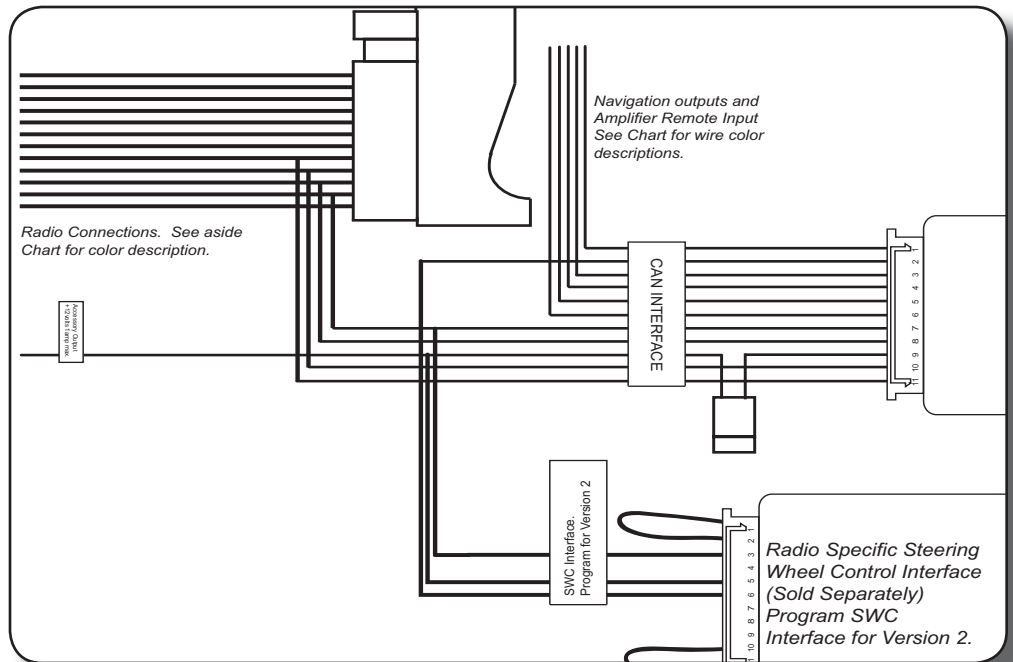 Navigation outputs and
Amplifier Remote Input
See Chart for wire color
descriptions.
Radio Connections. See aside
Chart for color description.
Accessory Output
+12volts 1 amp max.
CAN INTERFACE
1
2
3
4
5
6
7
8
9
10
11
SWC Interface.
Program for Version 2
1
2
3
4
5
6
7
8
9
10
Radio Specific Steering
Wheel Control Interface
(Sold Separately)
Program SWC
Interface for Version 2.